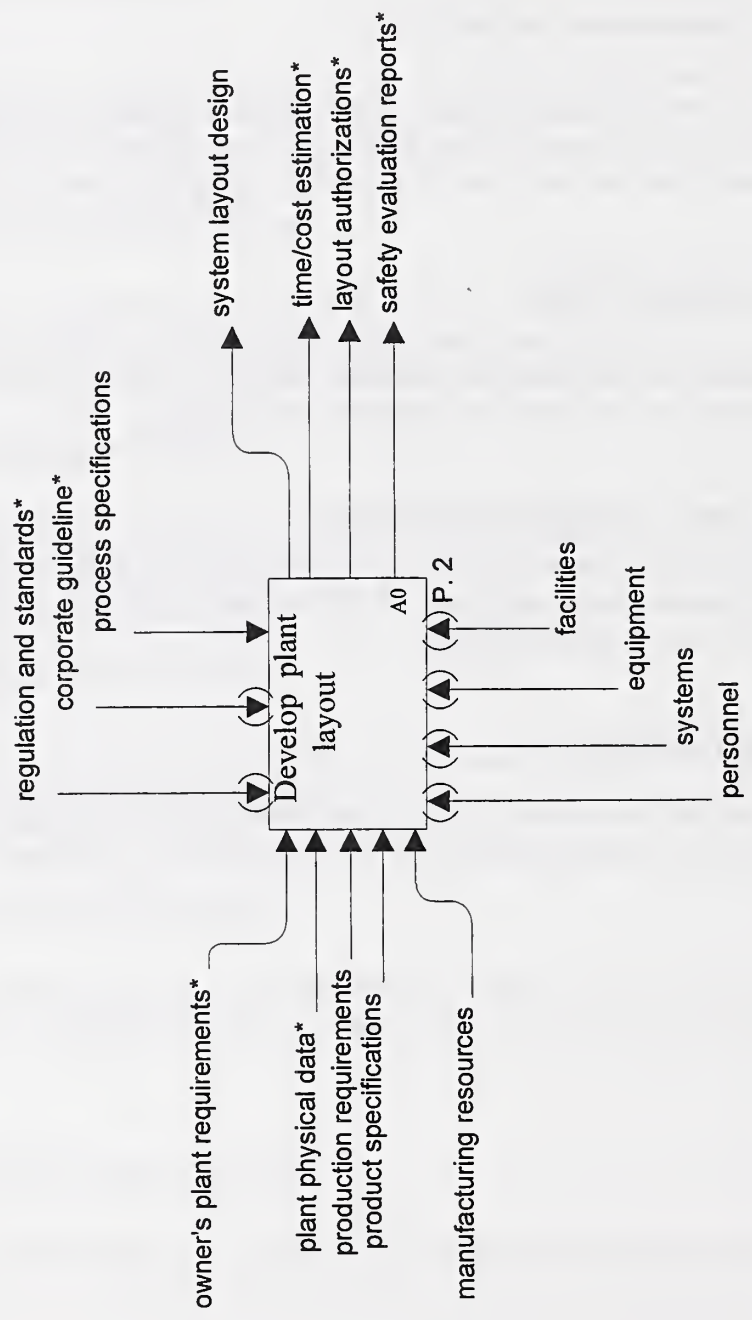 regulation and standards*
corporate guideline*
process specifications
owner's plant requirements*
plant physical data*
production requirements
product specifications
manufacturing resources
Develop plant
layout
A0
P. 2
system layout design
time/cost estimation*
layout authorizations*
safety evaluation reports*
facilities
equipment
systems
personnel